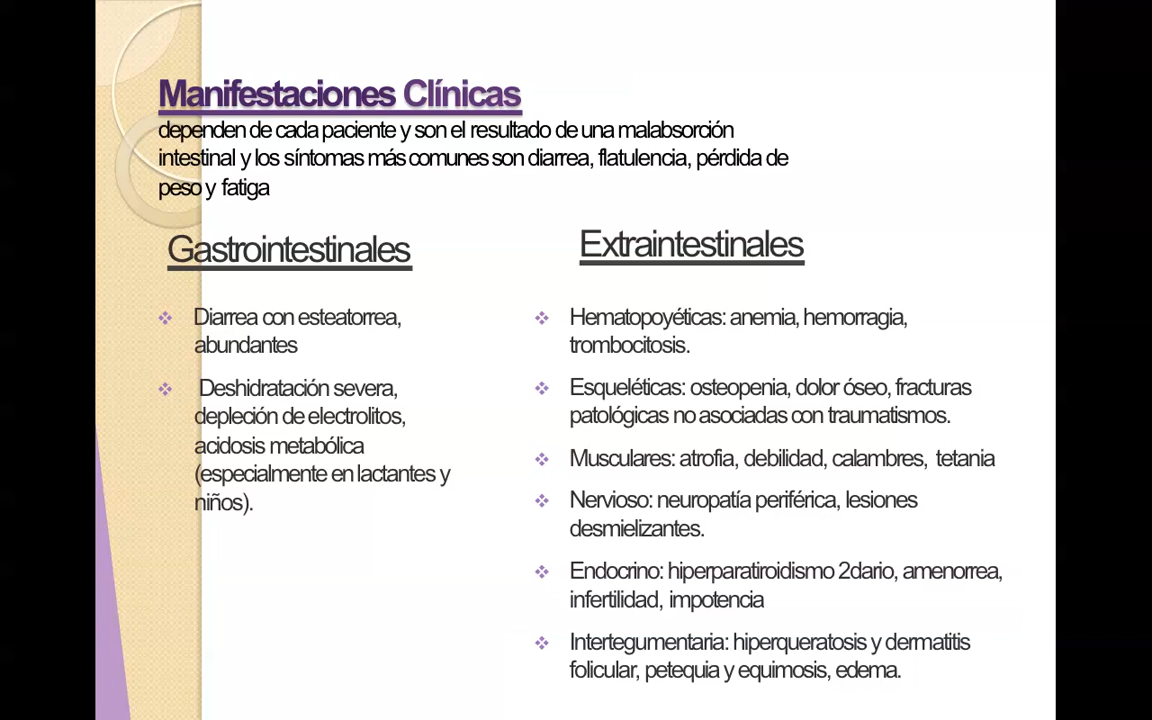 Manifestaciones Clínicas
dependen de cada paciente y son el resultado de una malabsorción
intestinal y los síntomas más comunes son diarrea, flatulencia, pérdida de
peso y fatiga
Gastrointestinales
Diarrea con esteatorrea,
abundantes
Deshidratación severa,
depleción de electrolitos,
acidosis metabólica
(especialmente en lactantes y
niños).
Extraintestinales
Hematopoyéticas: anemia, hemorragia,
trombocitosis.
Esqueléticas: osteopenia, dolor óseo, fracturas
patológicas no asociadas con traumatismos.
Musculares: atrofia, debilidad, calambres, tetania
Nervioso: neuropatía periférica, lesiones
desmielizantes.
Endocrino: hiperparatiroidismo 2dario, amenorrea,
infertilidad, impotencia
Intertegumentaria: hiperqueratosis y dermatitis
folicular, petequia y equimosis, edema.